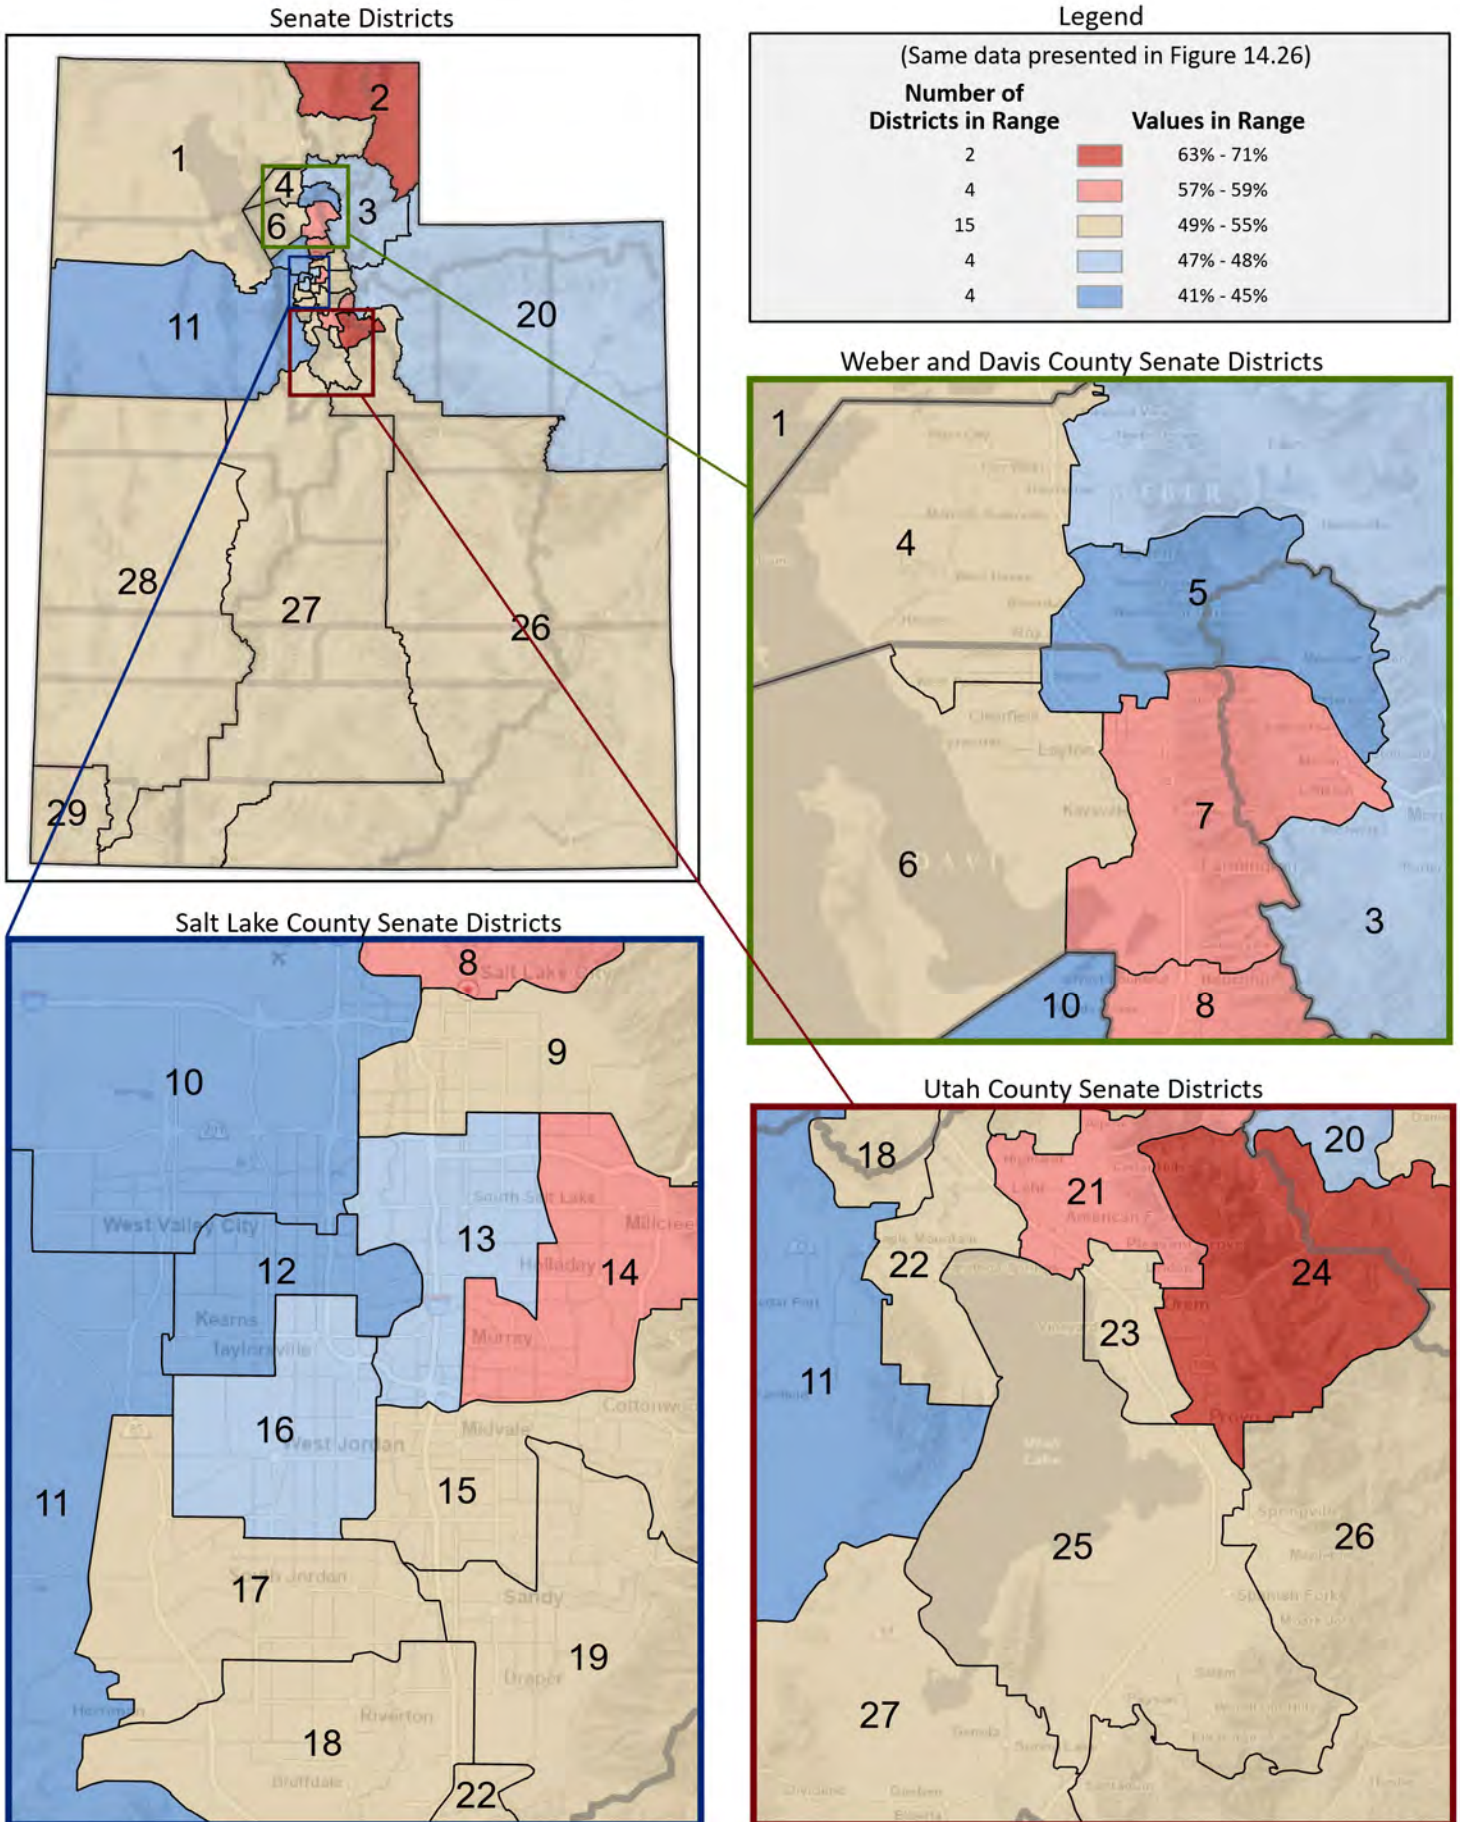 Senate Districts
2
1
4
3
6
11
20
28
27
26
29
Legend
(Same data presented in Figure 14.26)
Number of
Districts in Range Values in Range
2 63% - 71%
4 57% - 59%
15 49% - 55%
4 47% - 48%
4 41% - 45%
Weber and Davis County Senate Districts
1
4
5
Clearfield
Layton
Kaysville
7
6
DAVIS
Farmington
3
10
8
Salt Lake County Senate Districts
8
Salt Lake City
9
10
South Salt Lake
West Valley City
13
Holladay
12
14
Kearns
Murray
Taylorsville
16
West Jordan
Midvale
15
11
South Jordan
17
Sandy
19
Draper
Herriman
Riverton
18
Bluffdale
22
Utah County Senate Districts
18
20
Highland
21
American F
22
24
Orem
23
11
Provo
Utah
Lake
Springville
25
26
Spanish Fork
Salem
27